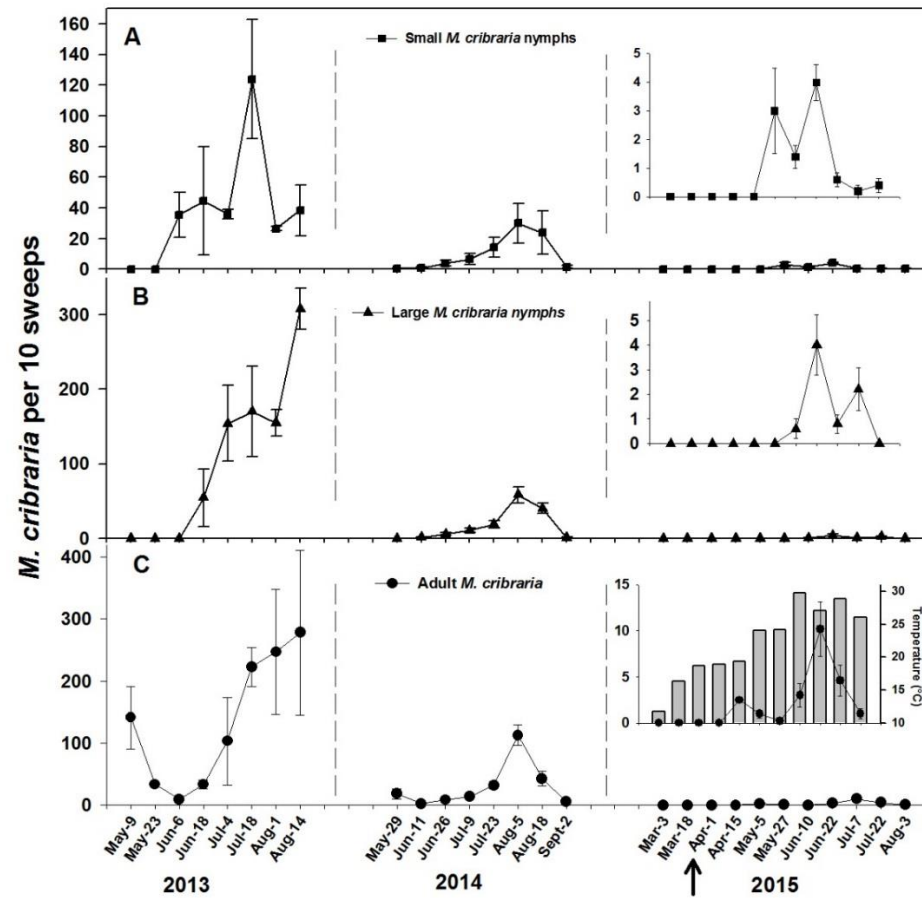 M. cribraria per 10 sweeps
A
160
140
120
100
80
60
40
20
0
Small M. cribraria nymphs
5
4
3
2
1
0
B
300
200
100
0
Large M. cribraria nymphs
5
4
3
2
1
0
C
400
300
200
100
0
Adult M. cribraria
15
10
5
0
30
25
20
15
10
Temperature (°C)
May-9
May-23
Jun-6
Jun-18
Jul-4
Jul-18
Aug-1
Aug-14
May-29
Jun-11
Jun-26
Jul-9
Jul-23
Aug-5
Aug-18
Sept-2
Mar-3
Mar-18
Apr-1
Apr-15
May-5
May-27
Jun-10
Jun-22
Jul-7
Jul-22
Aug-3
2013
2014
2015